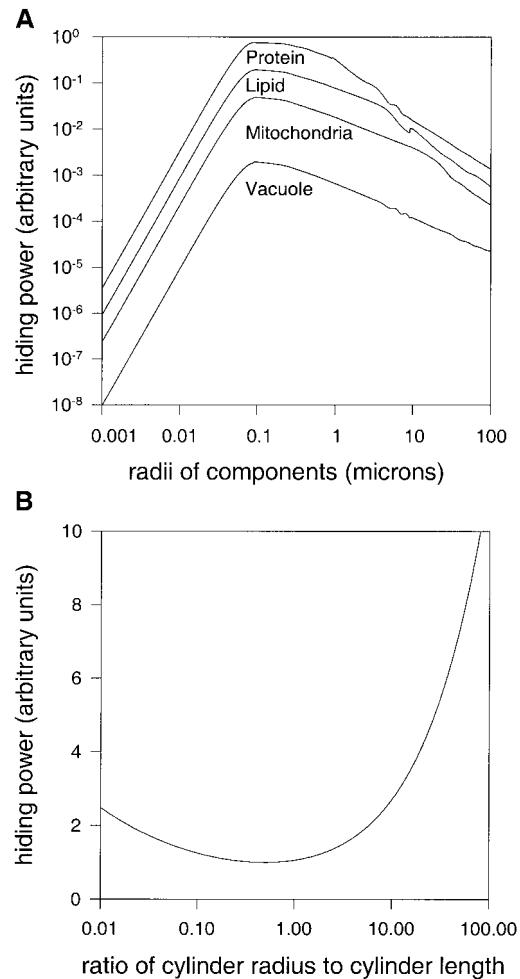 A
hiding power (arbitrary units)
10⁰
10⁻¹
10⁻²
10⁻³
10⁻⁴
10⁻⁵
10⁻⁶
10⁻⁷
10⁻⁸
Protein
Lipid
Mitochondria
Vacuole
0.001 0.01 0.1 1 10 100
radii of components (microns)
B
hiding power (arbitrary units)
10
8
6
4
2
0
0.01 0.10 1.00 10.00 100.00
ratio of cylinder radius to cylinder length